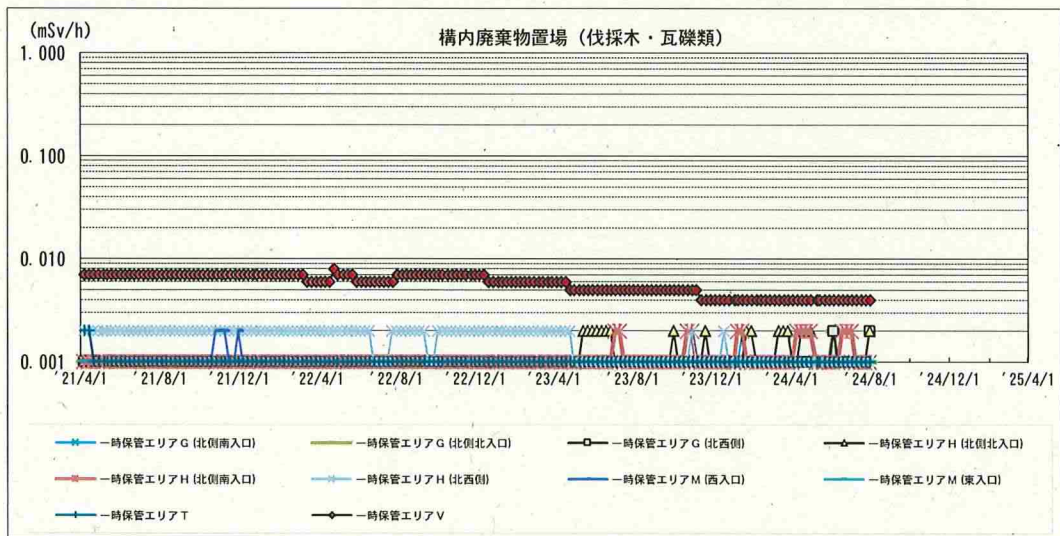 (mSv/h)
構内廃棄物置場（伐採木・瓦礫類）
1.000
0.100
0.010
0.001
'21/4/1 '21/8/1 '21/12/1 '22/4/1 '22/8/1 '22/12/1 '23/4/1 '23/8/1 '23/12/1 '24/4/1 '24/8/1 '24/12/1 '25/4/1
一時保管エリアG(北側南入口) 一時保管エリアG(北側北入口) 一時保管エリアG(北西側) 一時保管エリアH(北側北入口)
一時保管エリアH(北側南入口) 一時保管エリアH(北西側) 一時保管エリアM(西入口) 一時保管エリアM(東入口)
一時保管エリアT 一時保管エリアV